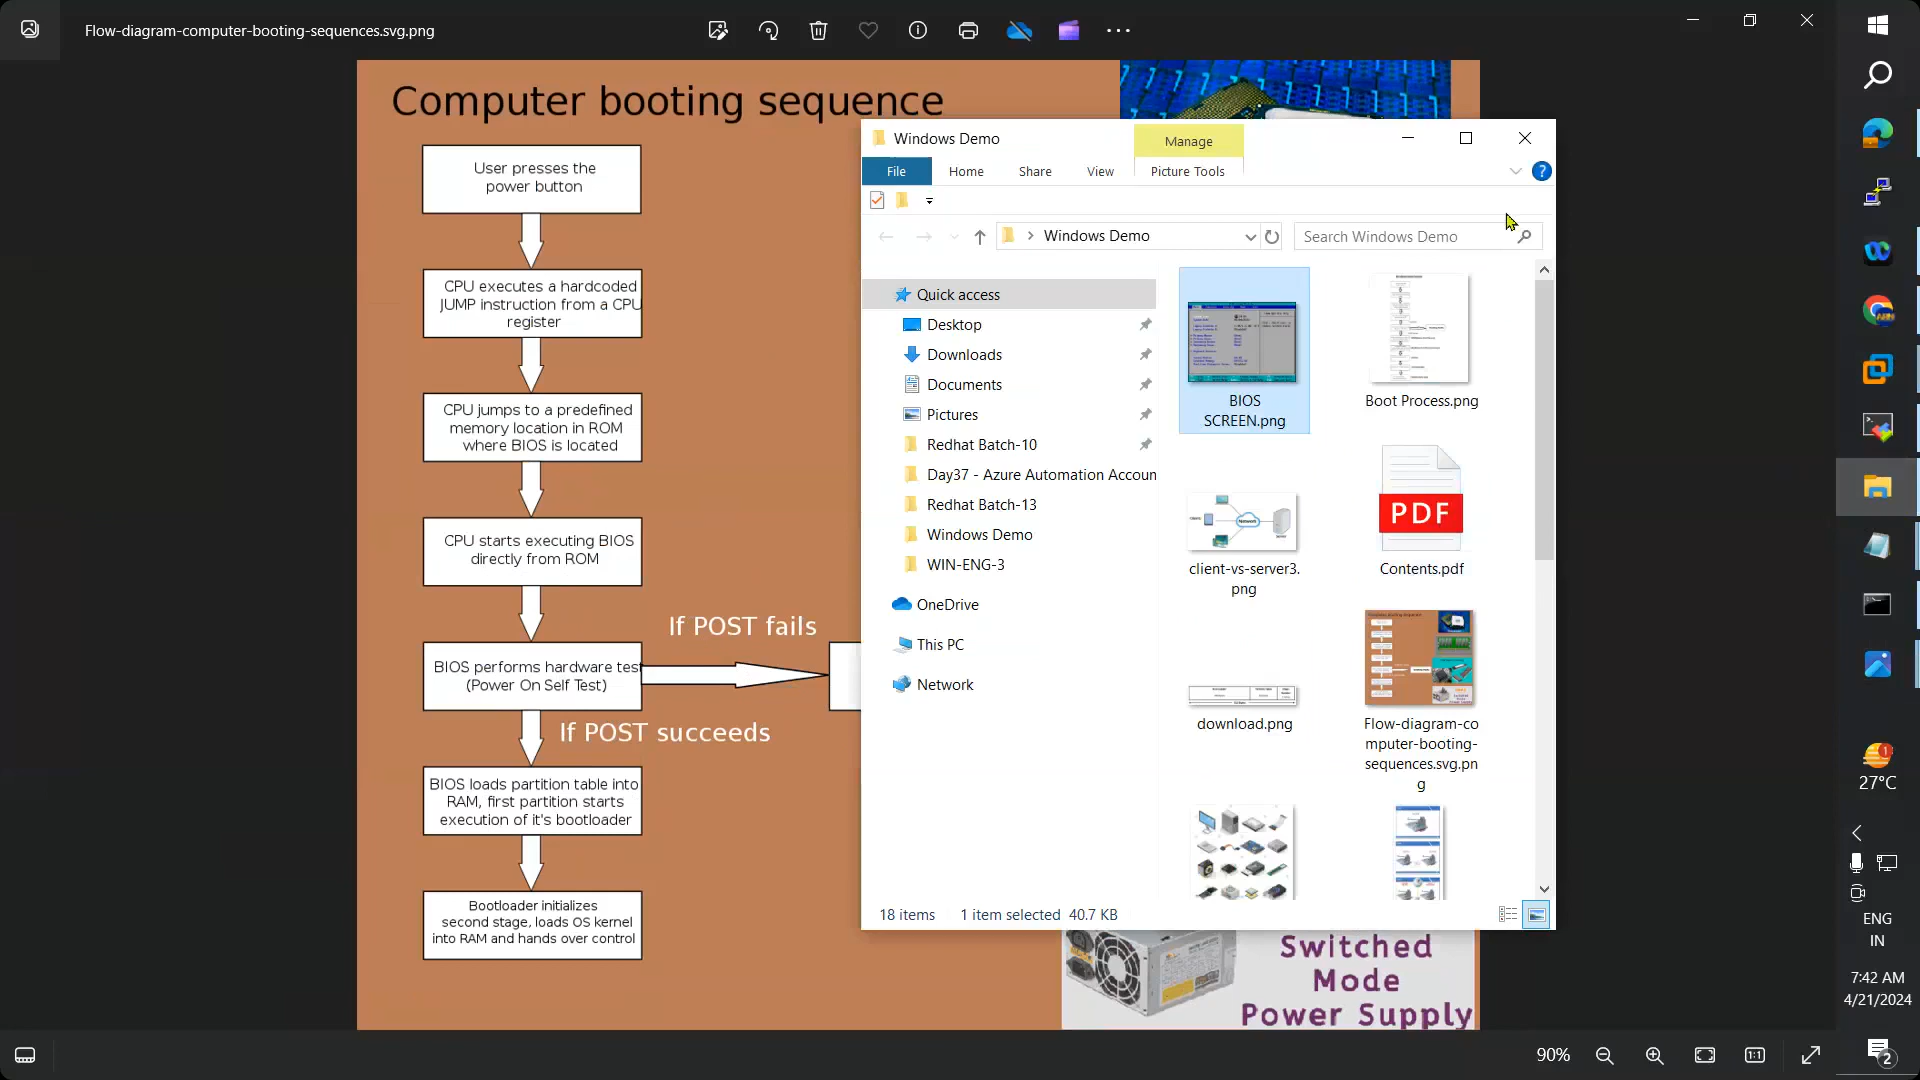 Flow-diagram-computer-booting-sequences.svg.png
Computer booting sequence
User presses the
power button
CPU executes a hardcoded
JUMP instruction from a CPU
register
CPU jumps to a predefined
memory location in ROM
where BIOS is located
CPU starts executing BIOS
directly from ROM
If POST fails
BIOS performs hardware test
(Power On Self Test)
If POST succeeds
BIOS loads partition table into
RAM, first partition starts
execution of it's bootloader
Bootloader initializes
second stage, loads OS kernel
into RAM and hands over control
Windows Demo
Manage
File
Home
Share
View
Picture Tools
?
Windows Demo
Search Windows Demo
Quick access
Desktop
Downloads
Documents
Pictures
Redhat Batch-10
Day37 - Azure Automation Accoun
Redhat Batch-13
Windows Demo
WIN-ENG-3
OneDrive
This PC
Network
BIOS
SCREEN.png
Boot Process.png
client-vs-server3.
png
PDF
Contents.pdf
download.png
Flow-diagram-co
mputer-booting-
sequences.svg.pn
g
18 items
1 item selected 40.7 KB
Switched
Mode
Power Supply
1
27°C
ENG
IN
7:42 AM
4/21/2024
2
90%
1:1